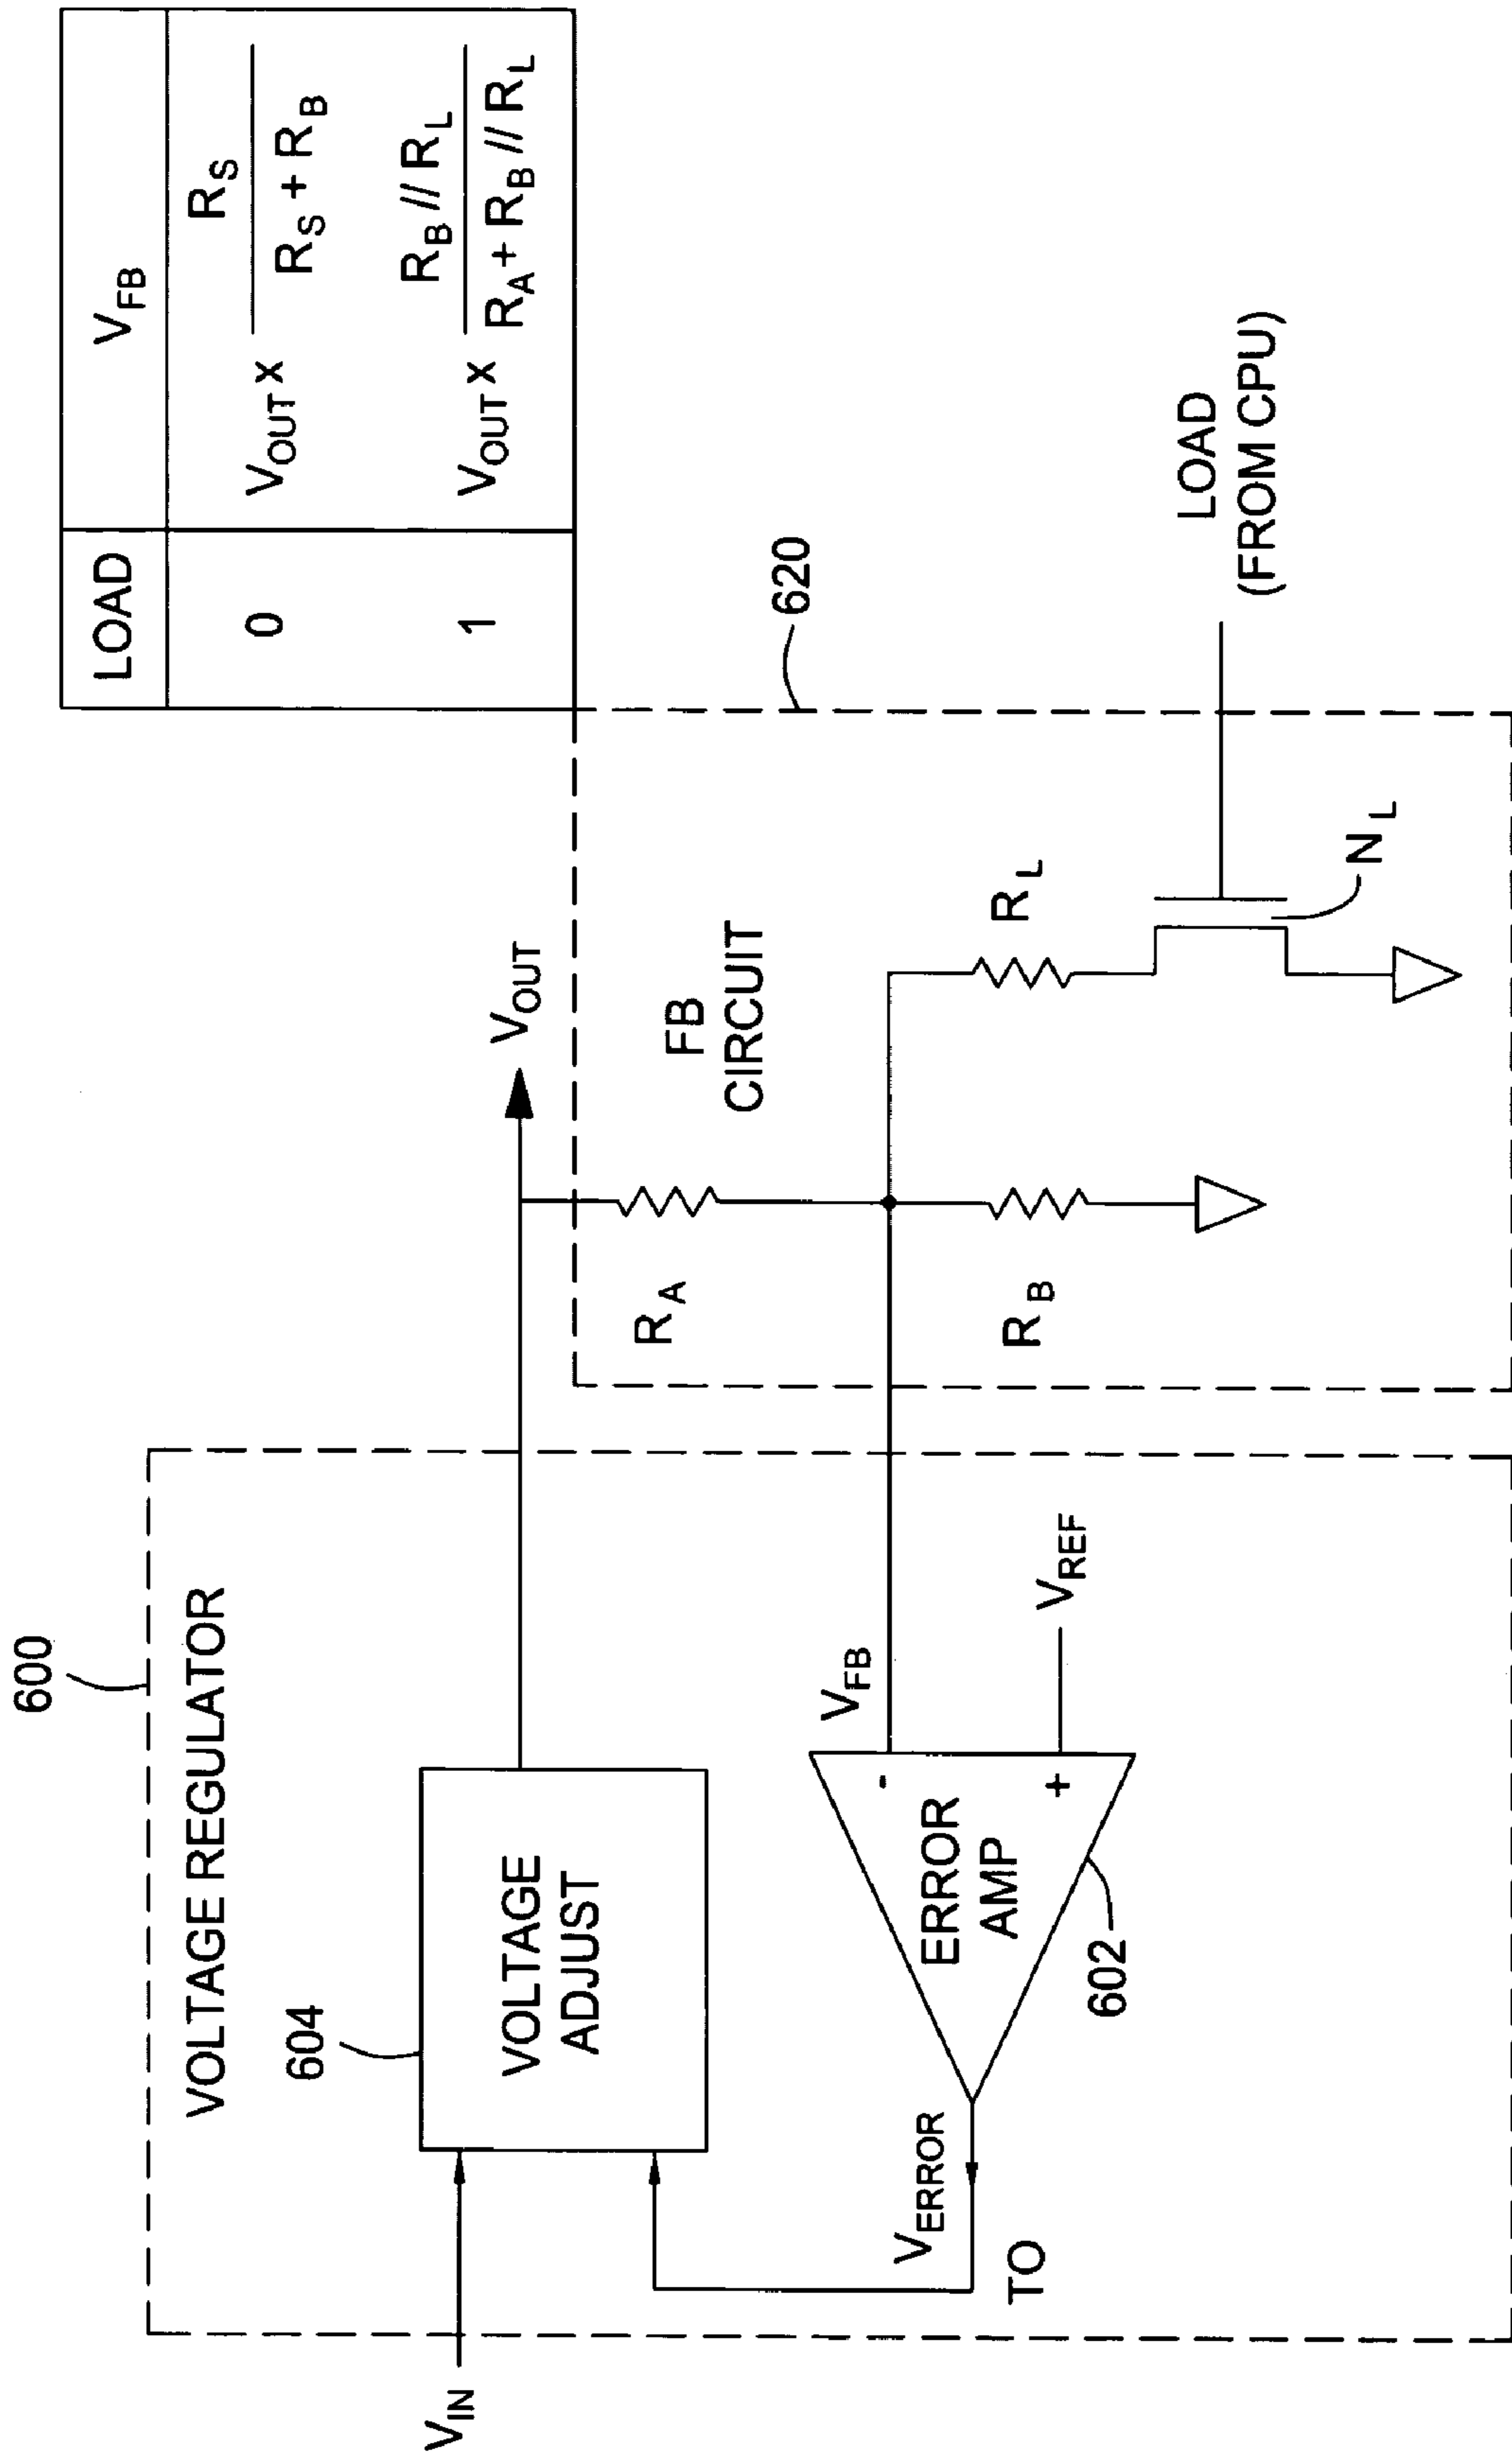 600
VOLTAGE REGULATOR
V_IN
604
VOLTAGE
ADJUST
V_ERROR
TO
ERROR
AMP
-
+
602
V_FB
V_REF
V_OUT
FB
CIRCUIT
R_A
R_B
R_L
N_L
620
LOAD
(FROM CPU)
LOAD V_FB
0 V_OUT x R_S / R_S + R_B
1 V_OUT x R_B // R_L / R_A + R_B // R_L